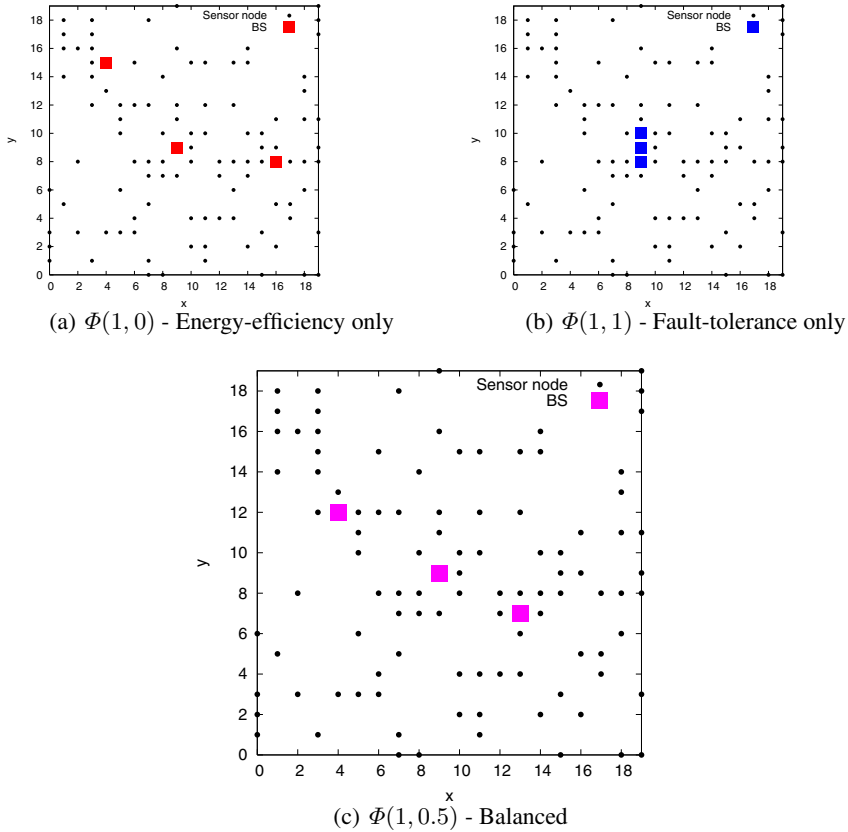 18
16
14
12
10
8
6
4
2
0
y
Sensor node
BS
0 2 4 6 8 10 12 14 16 18
x
(a) Φ(1, 0) - Energy-efficiency only
18
16
14
12
10
8
6
4
2
0
y
Sensor node
BS
0 2 4 6 8 10 12 14 16 18
x
(b) Φ(1, 1) - Fault-tolerance only
18
16
14
12
10
8
6
4
2
0
y
Sensor node
BS
0 2 4 6 8 10 12 14 16 18
x
(c) Φ(1, 0.5) - Balanced